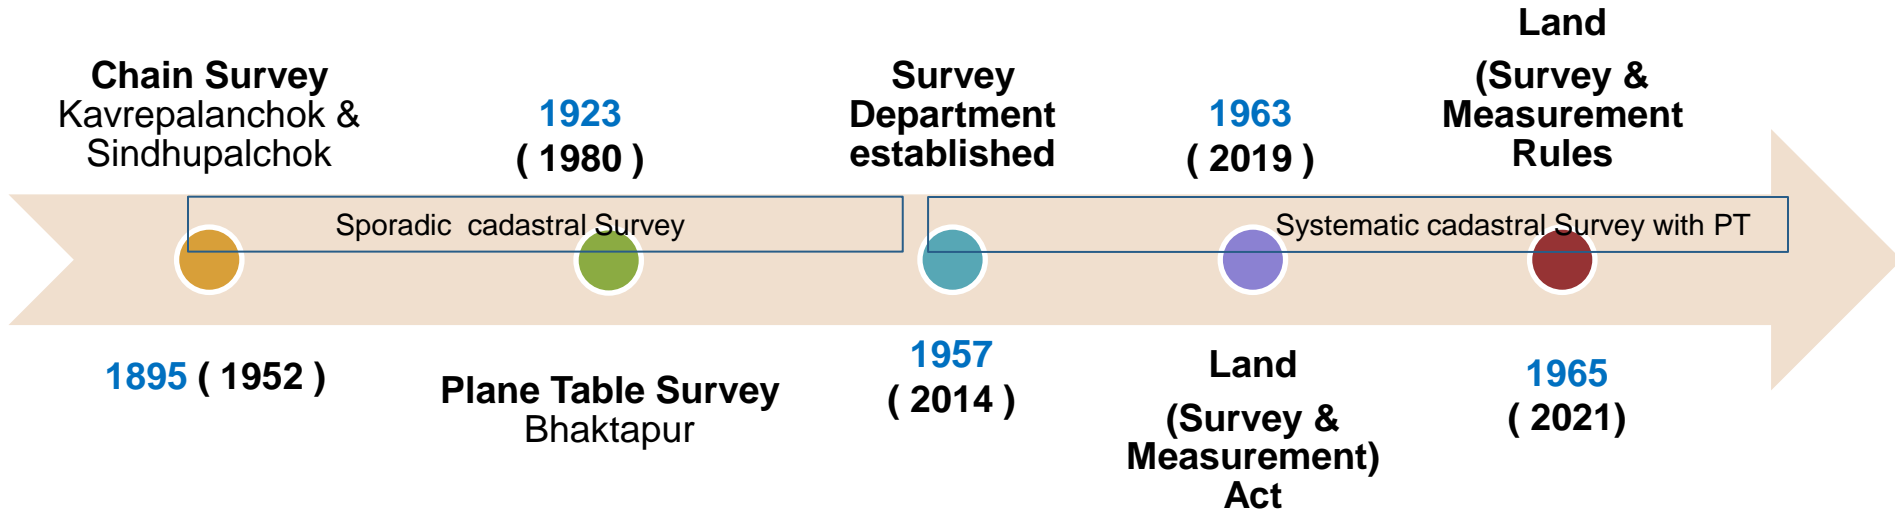 Chain Survey
Kavrepalanchok &
Sindhupalchok
1895 ( 1952 )
1923
( 1980 )
Plane Table Survey
Bhaktapur
Survey
Department
established
1957
( 2014 )
1963
( 2019 )
Land
(Survey &
Measurement)
Act
Land
(Survey &
Measurement
Rules
1965
( 2021)
Sporadic  cadastral Survey
Systematic cadastral Survey with PT